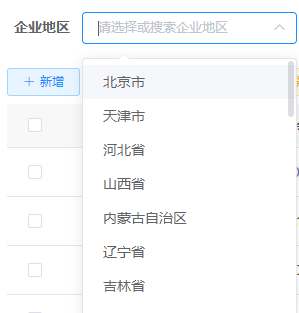 企业地区 请选择或搜索企业地区
北京市
新增
天津市
河北省
山西省
内蒙古自治区
辽宁省
吉林省